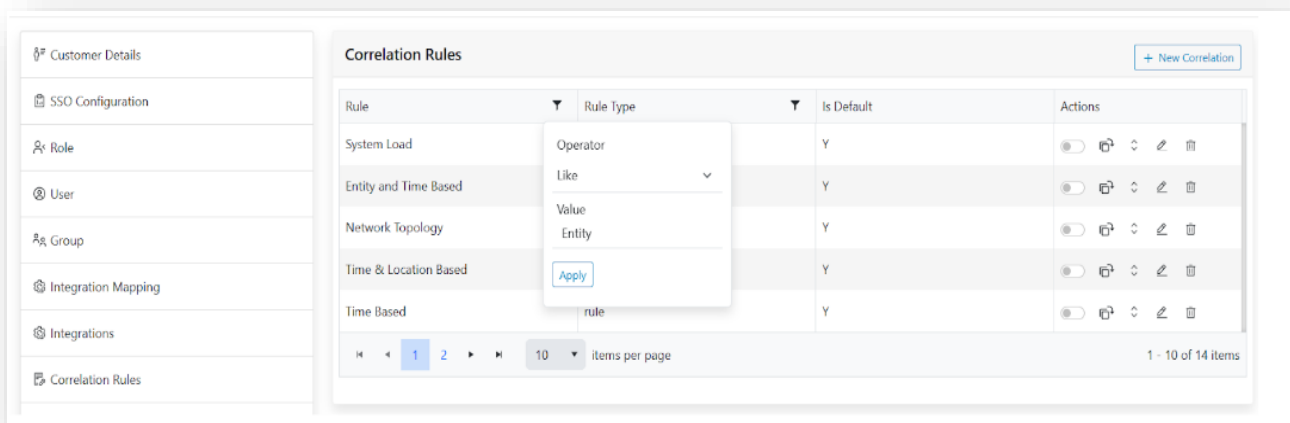 Customer Details
SSO Configuration
Role
User
Group
Integration Mapping
Integrations
Correlation Rules
Correlation Rules
+ New Correlation
Rule Rule Type Is Default Actions
System Load Y
Entity and Time Based Y
Network Topology Y
Time & Location Based Y
Time Based rule Y
Operator
Like
Value
Entity
Apply
1 2 10 items per page 1 - 10 of 14 items